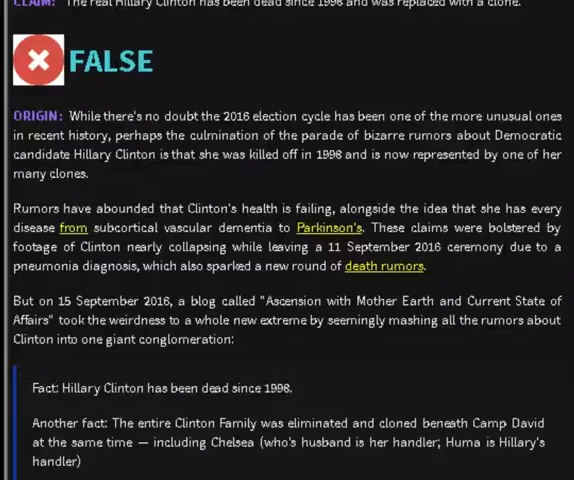 CLAIM: The real Hillary Clinton has been dead since 1998 and was replaced with a clone.
FALSE
ORIGIN: While there's no doubt the 2016 election cycle has been one of the more unusual ones
in recent history, perhaps the culmination of the parade of bizarre rumors about Democratic
candidate Hillary Clinton is that she was killed off in 1998 and is now represented by one of her
many clones.
Rumors have abounded that Clinton's health is failing, alongside the idea that she has every
disease from subcortical vascular dementia to Parkinson's. These claims were bolstered by
footage of Clinton nearly collapsing while leaving a 11 September 2016 ceremony due to a
pneumonia diagnosis, which also sparked a new round of death rumors.
But on 15 September 2016, a blog called "Ascension with Mother Earth and Current State of
Affairs" took the weirdness to a whole new extreme by seemingly mashing all the rumors about
Clinton into one giant conglomeration:
Fact: Hillary Clinton has been dead since 1998.
Another fact: The entire Clinton Family was eliminated and cloned beneath Camp David
at the same time — including Chelsea (who's husband is her handler; Huma is Hillary's
handler)